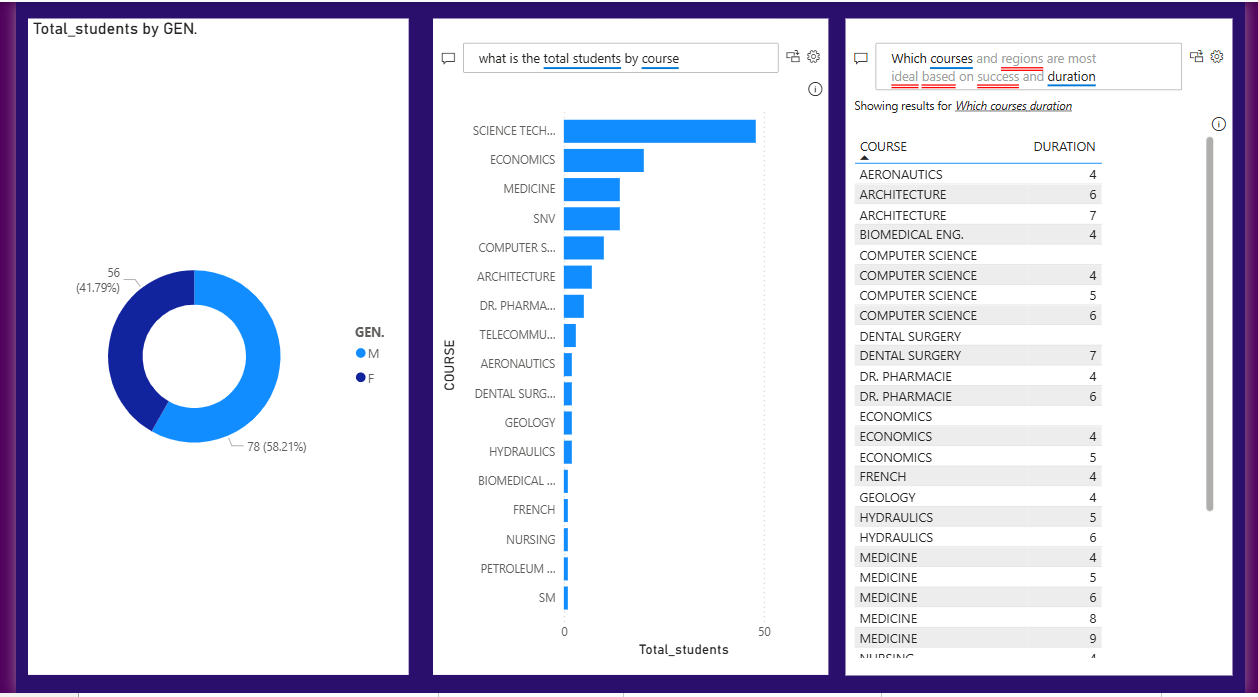 Total_students by GEN.
56
(41.79%)
78 (58.21%)
GEN.
M
F
what is the total students by course
COURSE
SCIENCE TECH...
ECONOMICS
MEDICINE
SNV
COMPUTER S...
ARCHITECTURE
DR. PHARMA...
TELECOMMU...
AERONAUTICS
DENTAL SURG...
GEOLOGY
HYDRAULICS
BIOMEDICAL ...
FRENCH
NURSING
PETROLEUM ...
SM
0 50
Total_students
Which courses and regions are most
ideal based on success and duration
Showing results for Which courses duration
COURSE DURATION
AERONAUTICS 4
ARCHITECTURE 6
ARCHITECTURE 7
BIOMEDICAL ENG. 4
COMPUTER SCIENCE
COMPUTER SCIENCE 4
COMPUTER SCIENCE 5
COMPUTER SCIENCE 6
DENTAL SURGERY
DENTAL SURGERY 7
DR. PHARMACIE 4
DR. PHARMACIE 6
ECONOMICS
ECONOMICS 4
ECONOMICS 5
FRENCH 4
GEOLOGY 4
HYDRAULICS 5
HYDRAULICS 6
MEDICINE 4
MEDICINE 5
MEDICINE 6
MEDICINE 8
MEDICINE 9
NURSING 4